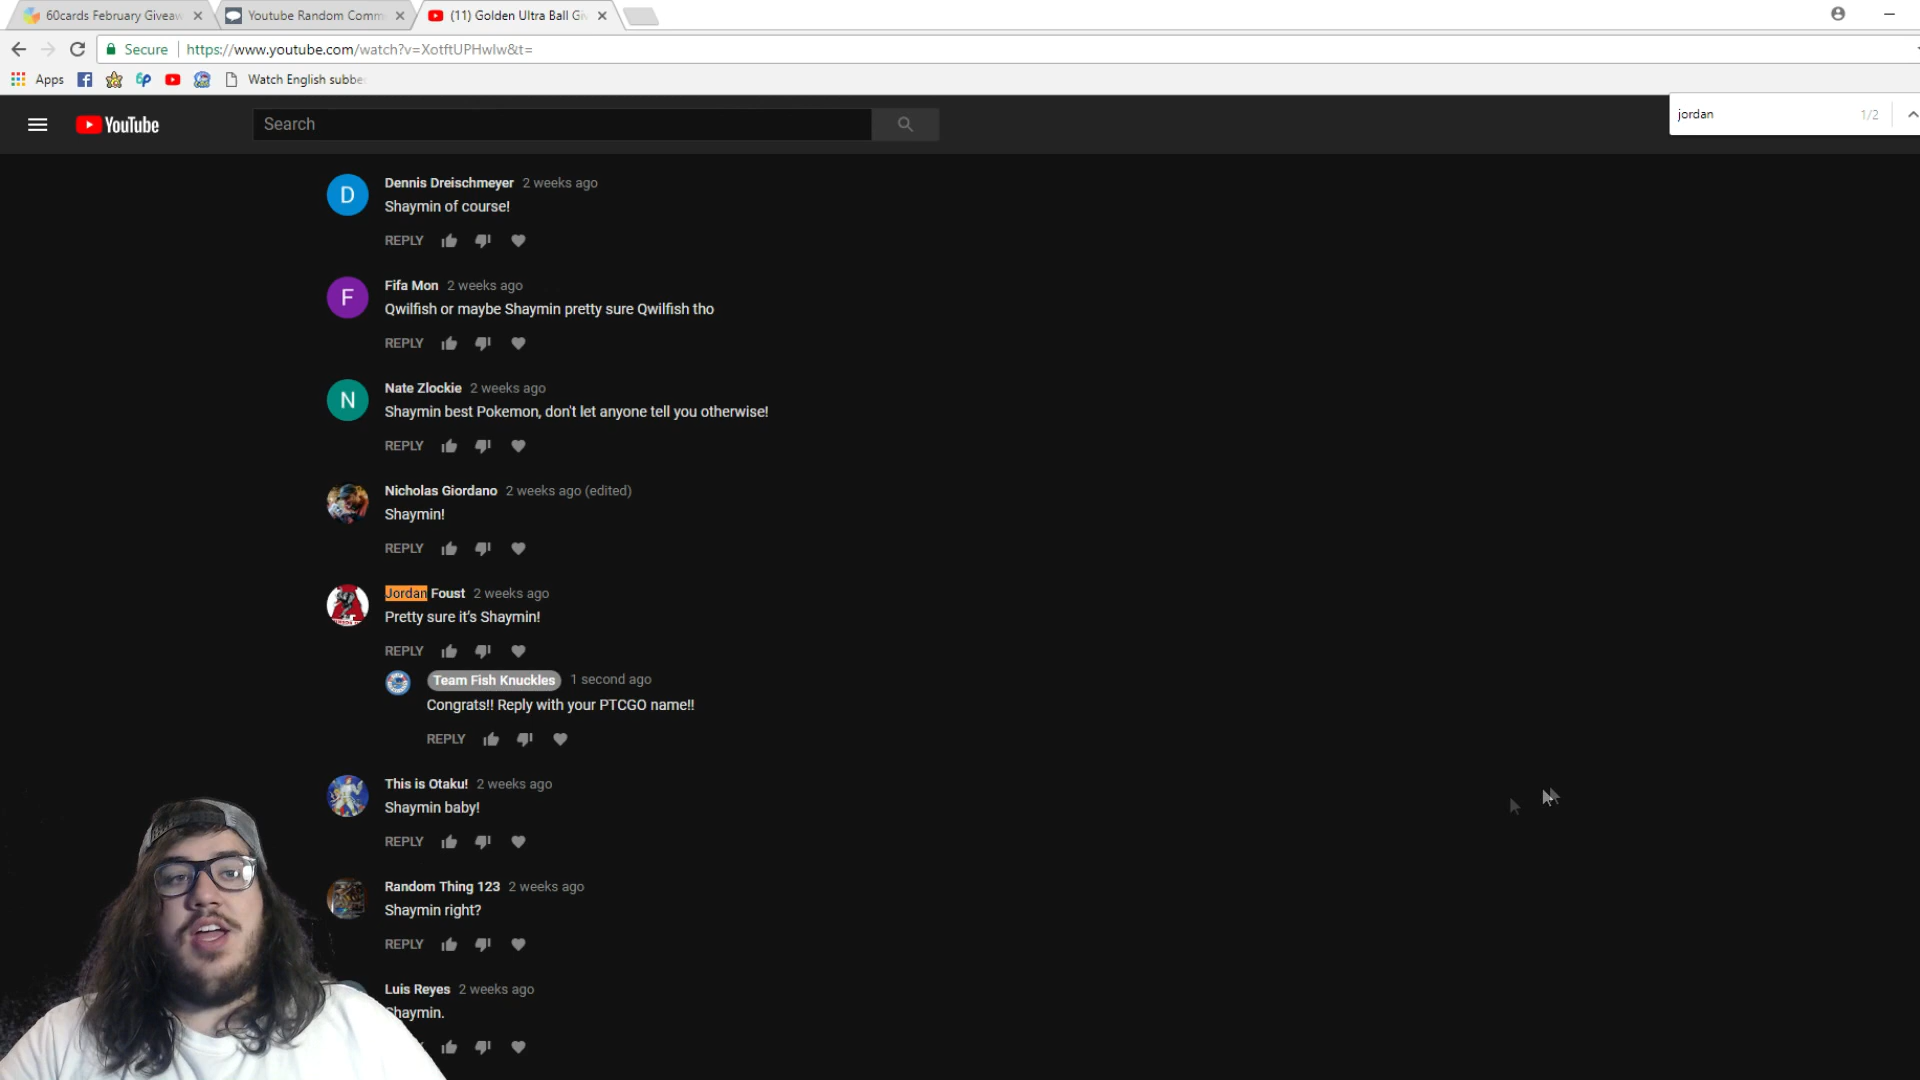 60cards February Giveaw
Youtube Random Comm
(11) Golden Ultra Ball Gi
Secure https://www.youtube.com/watch?v=XotftUPHwIw&t=
Apps
Watch English subbe
YouTube
Search
jordan 1/2
D
Dennis Dreischmeyer 2 weeks ago
Shaymin of course!
REPLY
F
Fifa Mon 2 weeks ago
Qwilfish or maybe Shaymin pretty sure Qwilfish tho
REPLY
N
Nate Zlockie 2 weeks ago
Shaymin best Pokemon, don't let anyone tell you otherwise!
REPLY
Nicholas Giordano 2 weeks ago (edited)
Shaymin!
REPLY
Jordan Foust 2 weeks ago
Pretty sure it's Shaymin!
REPLY
Team Fish Knuckles 1 second ago
Congrats!! Reply with your PTCGO name!!
REPLY
This is Otaku! 2 weeks ago
Shaymin baby!
REPLY
Random Thing 123 2 weeks ago
Shaymin right?
REPLY
Luis Reyes 2 weeks ago
Shaymin.